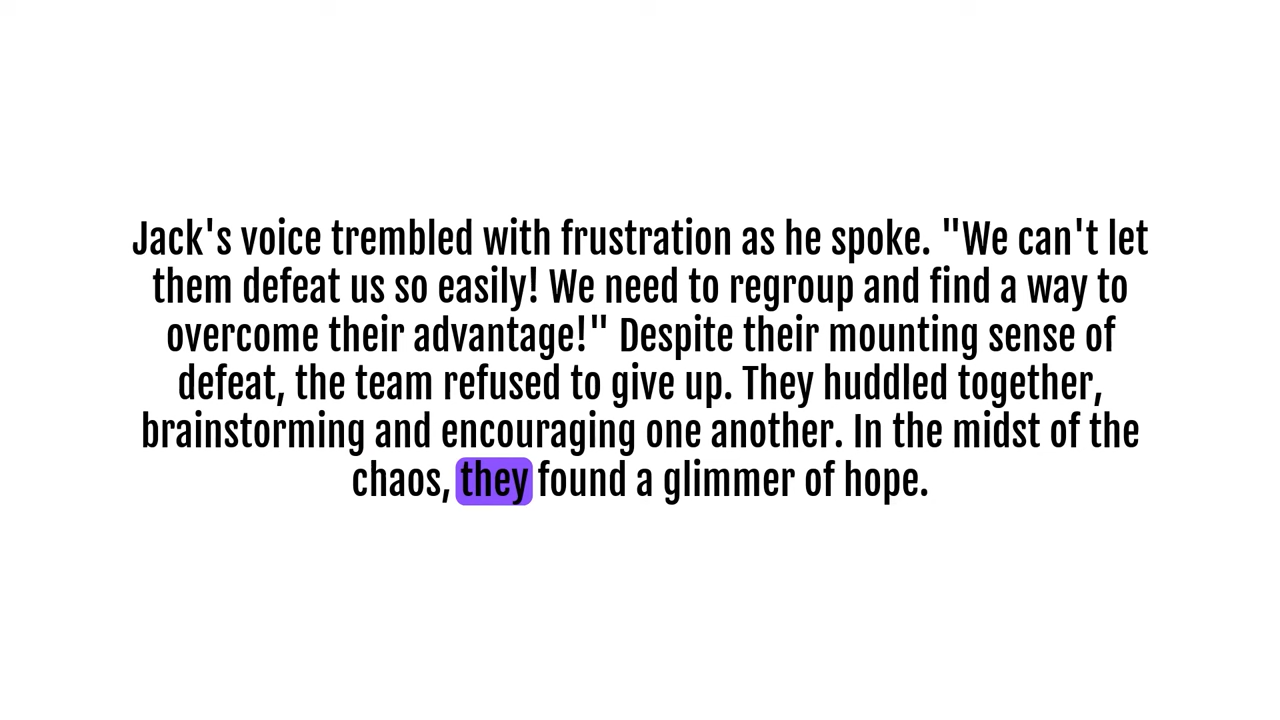 Jack's voice trembled with frustration as he spoke. "We can't let
them defeat us so easily! We need to regroup and find a way to
overcome their advantage!" Despite their mounting sense of
defeat, the team refused to give up. They huddled together,
brainstorming and encouraging one another. In the midst of the
chaos, they found a glimmer of hope.